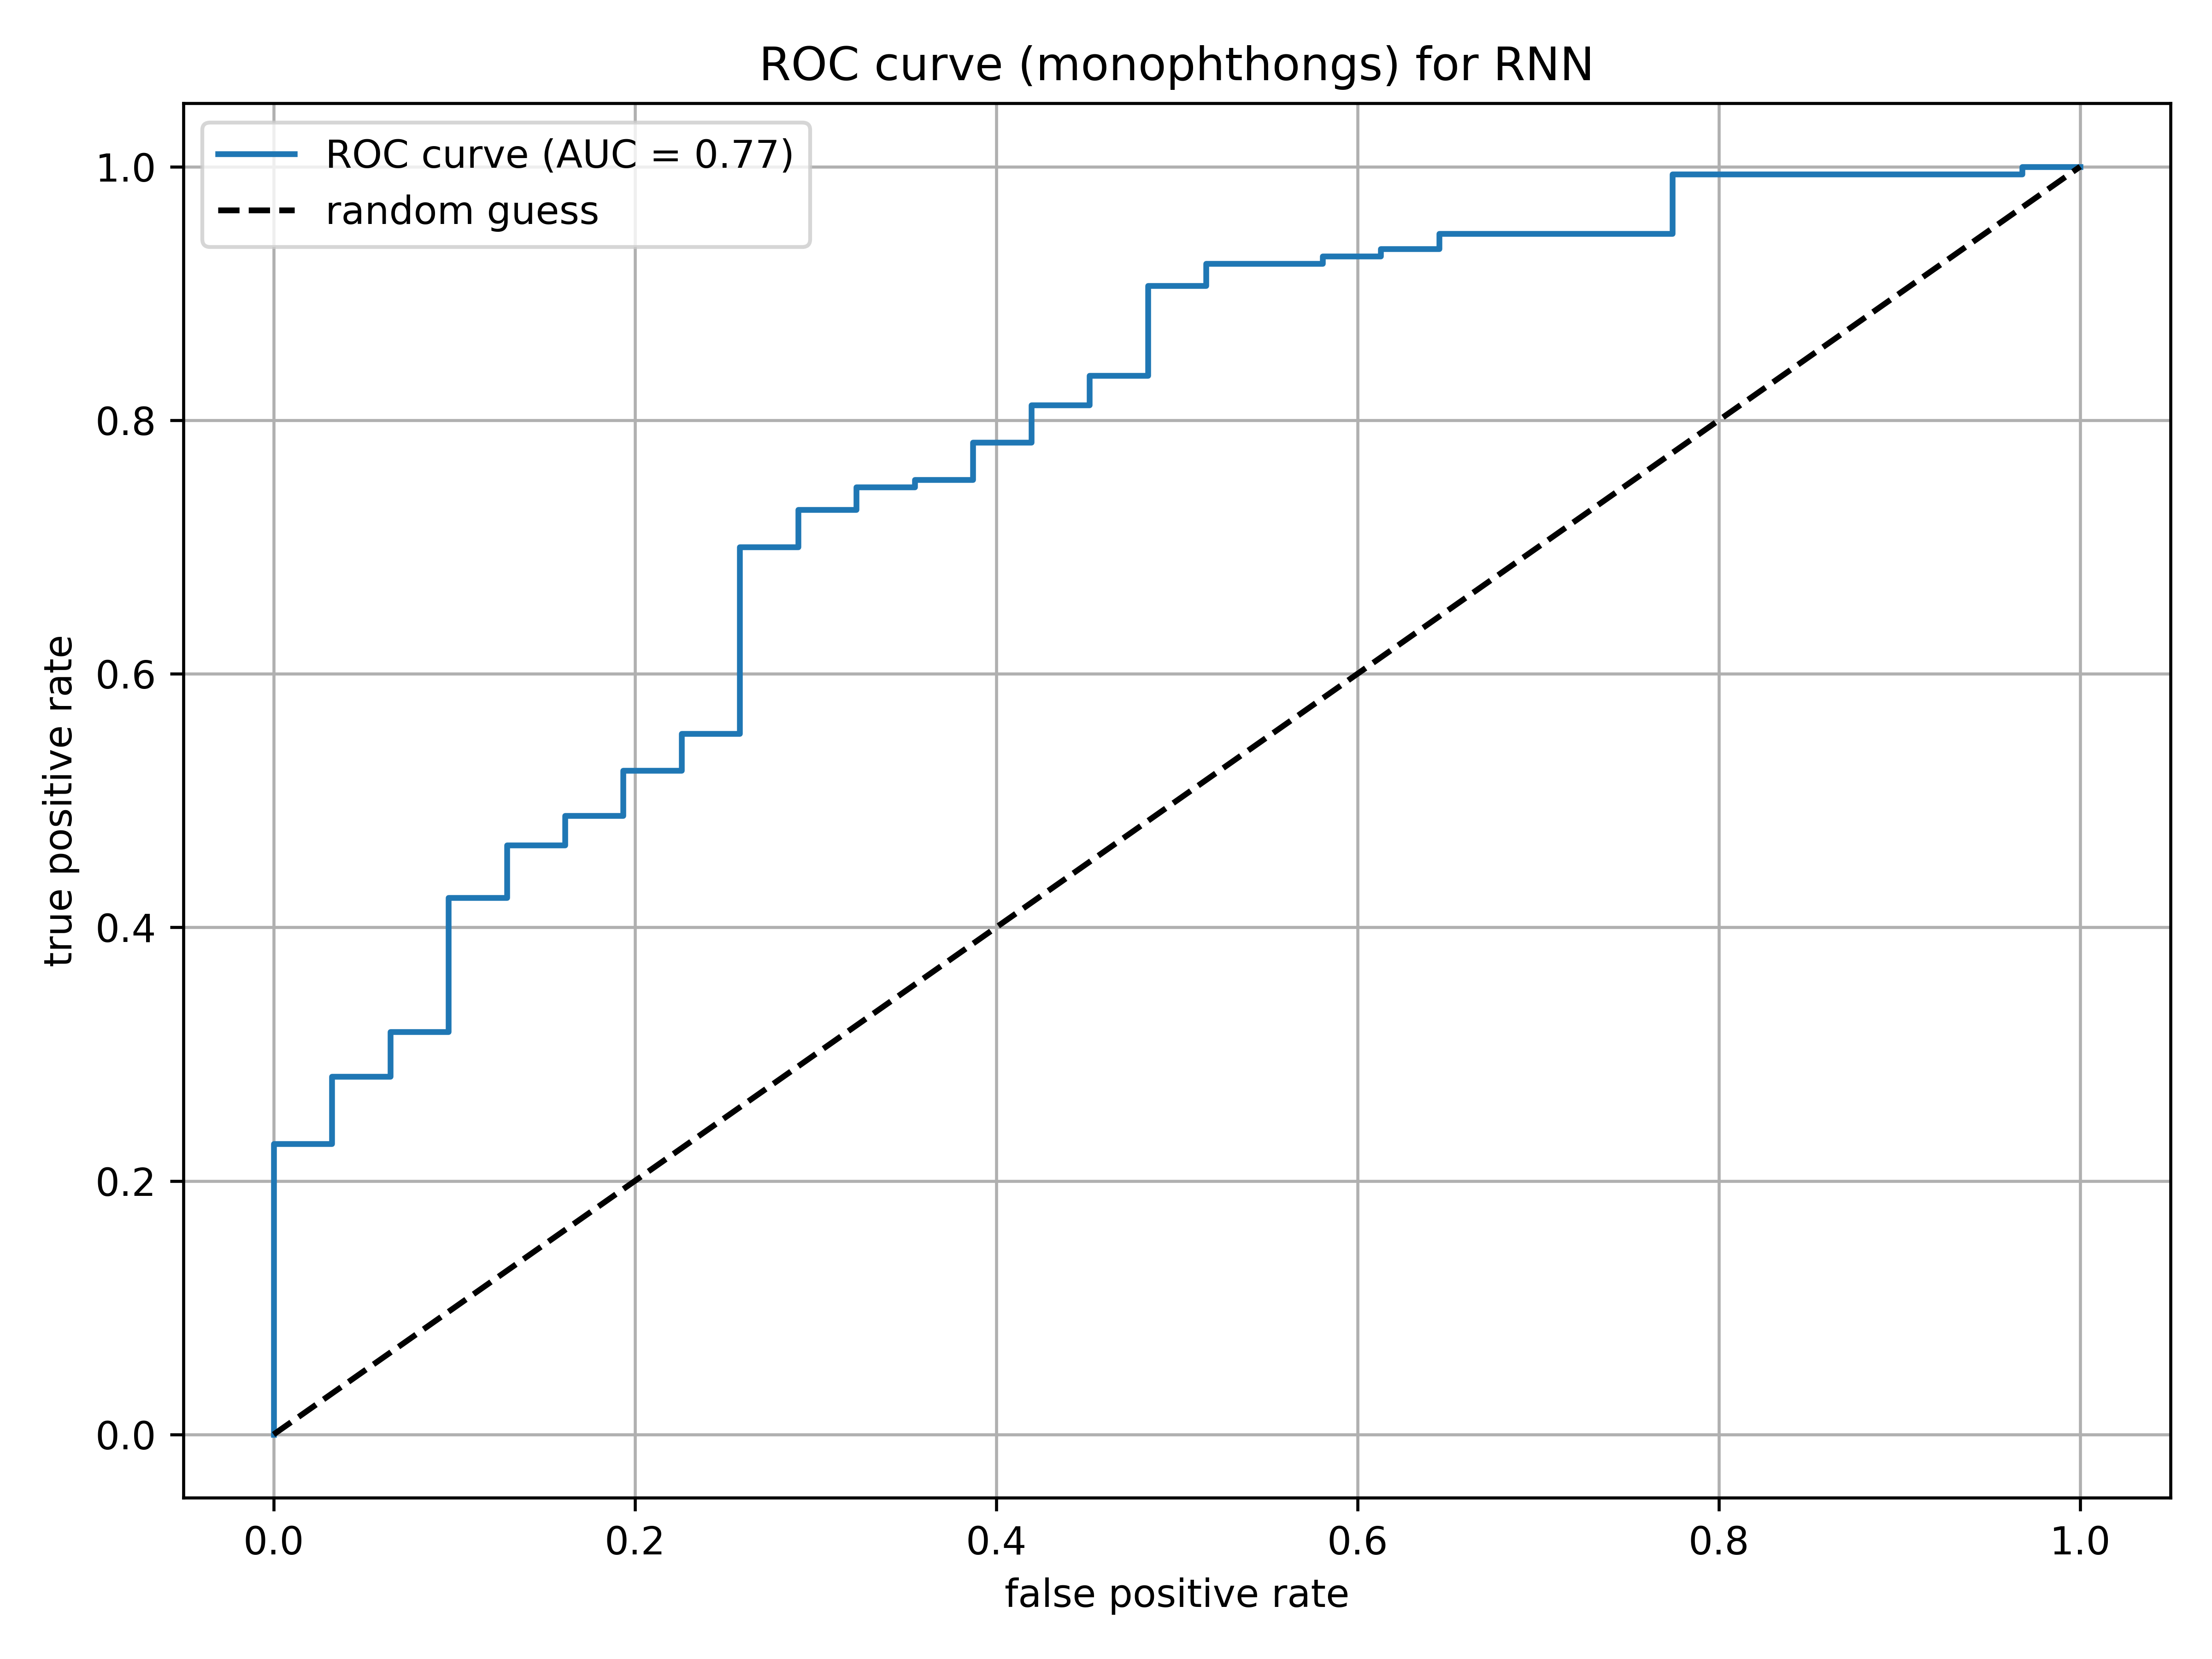 ROC curve (monophthongs) for RNN
ROC curve (AUC = 0.77)
random guess
true positive rate
1.0
0.8
0.6
0.4
0.2
0.0
0.0 0.2 0.4 0.6 0.8 1.0
false positive rate